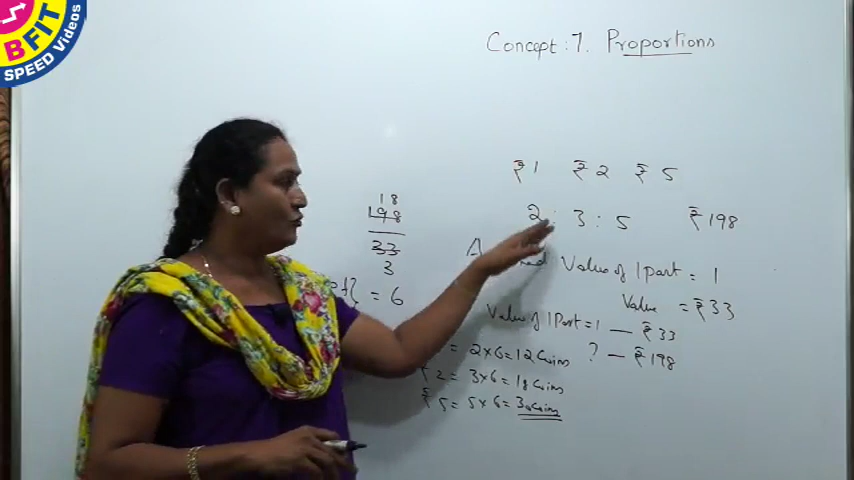 BFIT
SPEED Videos
Concept : 7. Proportions
₹1 ₹2 ₹5
2 : 3 : 5 ₹198
Value of 1 part = 1
Value = ₹33
Value of 1 Part = 1 — ₹33
? — ₹198
18
198
33
3
= 6
= 2×6 = 12 Coins
₹2 = 3×6 = 18 Coins
₹5 = 5×6 = 30 Coins